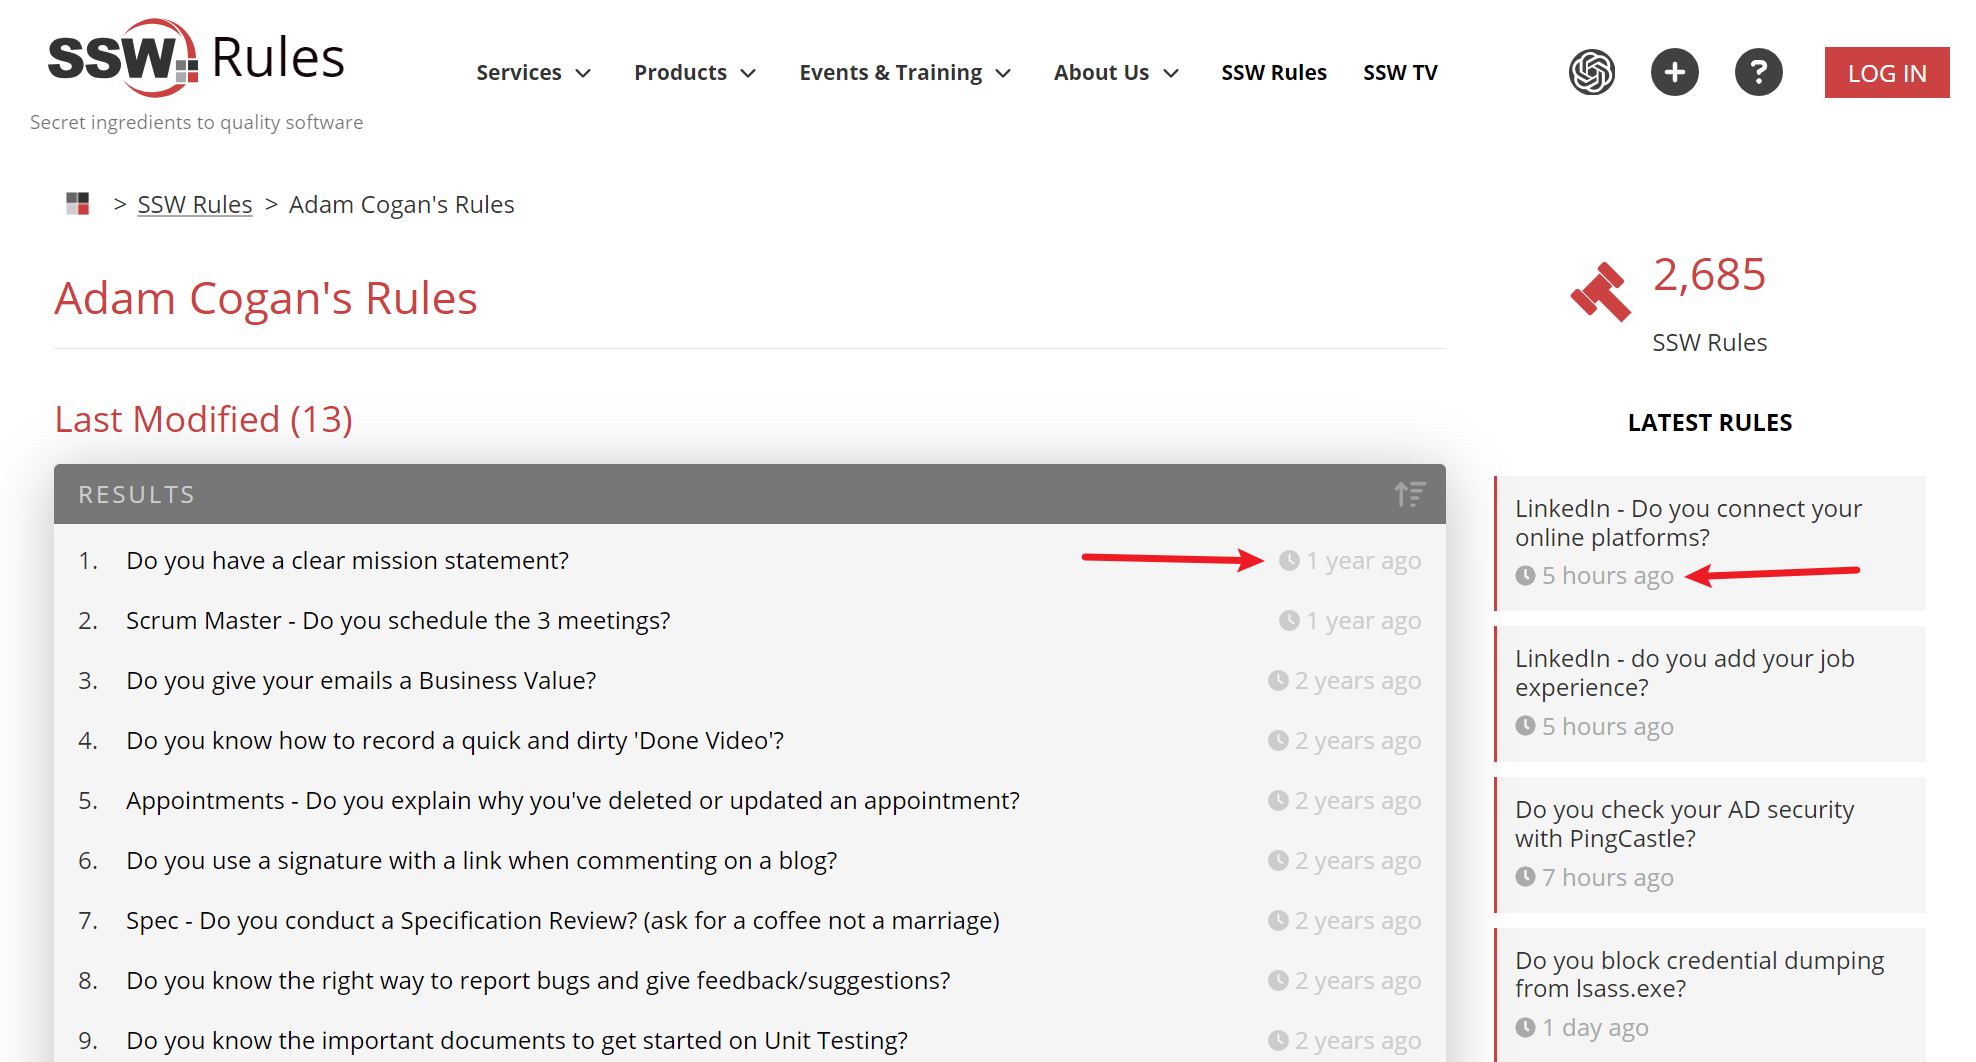 SSW Rules
Secret ingredients to quality software
Services Products Events & Training About Us SSW Rules SSW TV
+ ? LOG IN
> SSW Rules > Adam Cogan's Rules
Adam Cogan's Rules
Last Modified (13)
RESULTS
1. Do you have a clear mission statement? 1 year ago
2. Scrum Master - Do you schedule the 3 meetings? 1 year ago
3. Do you give your emails a Business Value? 2 years ago
4. Do you know how to record a quick and dirty 'Done Video'? 2 years ago
5. Appointments - Do you explain why you've deleted or updated an appointment? 2 years ago
6. Do you use a signature with a link when commenting on a blog? 2 years ago
7. Spec - Do you conduct a Specification Review? (ask for a coffee not a marriage) 2 years ago
8. Do you know the right way to report bugs and give feedback/suggestions? 2 years ago
9. Do you know the important documents to get started on Unit Testing? 2 years ago
2,685
SSW Rules
LATEST RULES
LinkedIn - Do you connect your
online platforms?
5 hours ago
LinkedIn - do you add your job
experience?
5 hours ago
Do you check your AD security
with PingCastle?
7 hours ago
Do you block credential dumping
from lsass.exe?
1 day ago